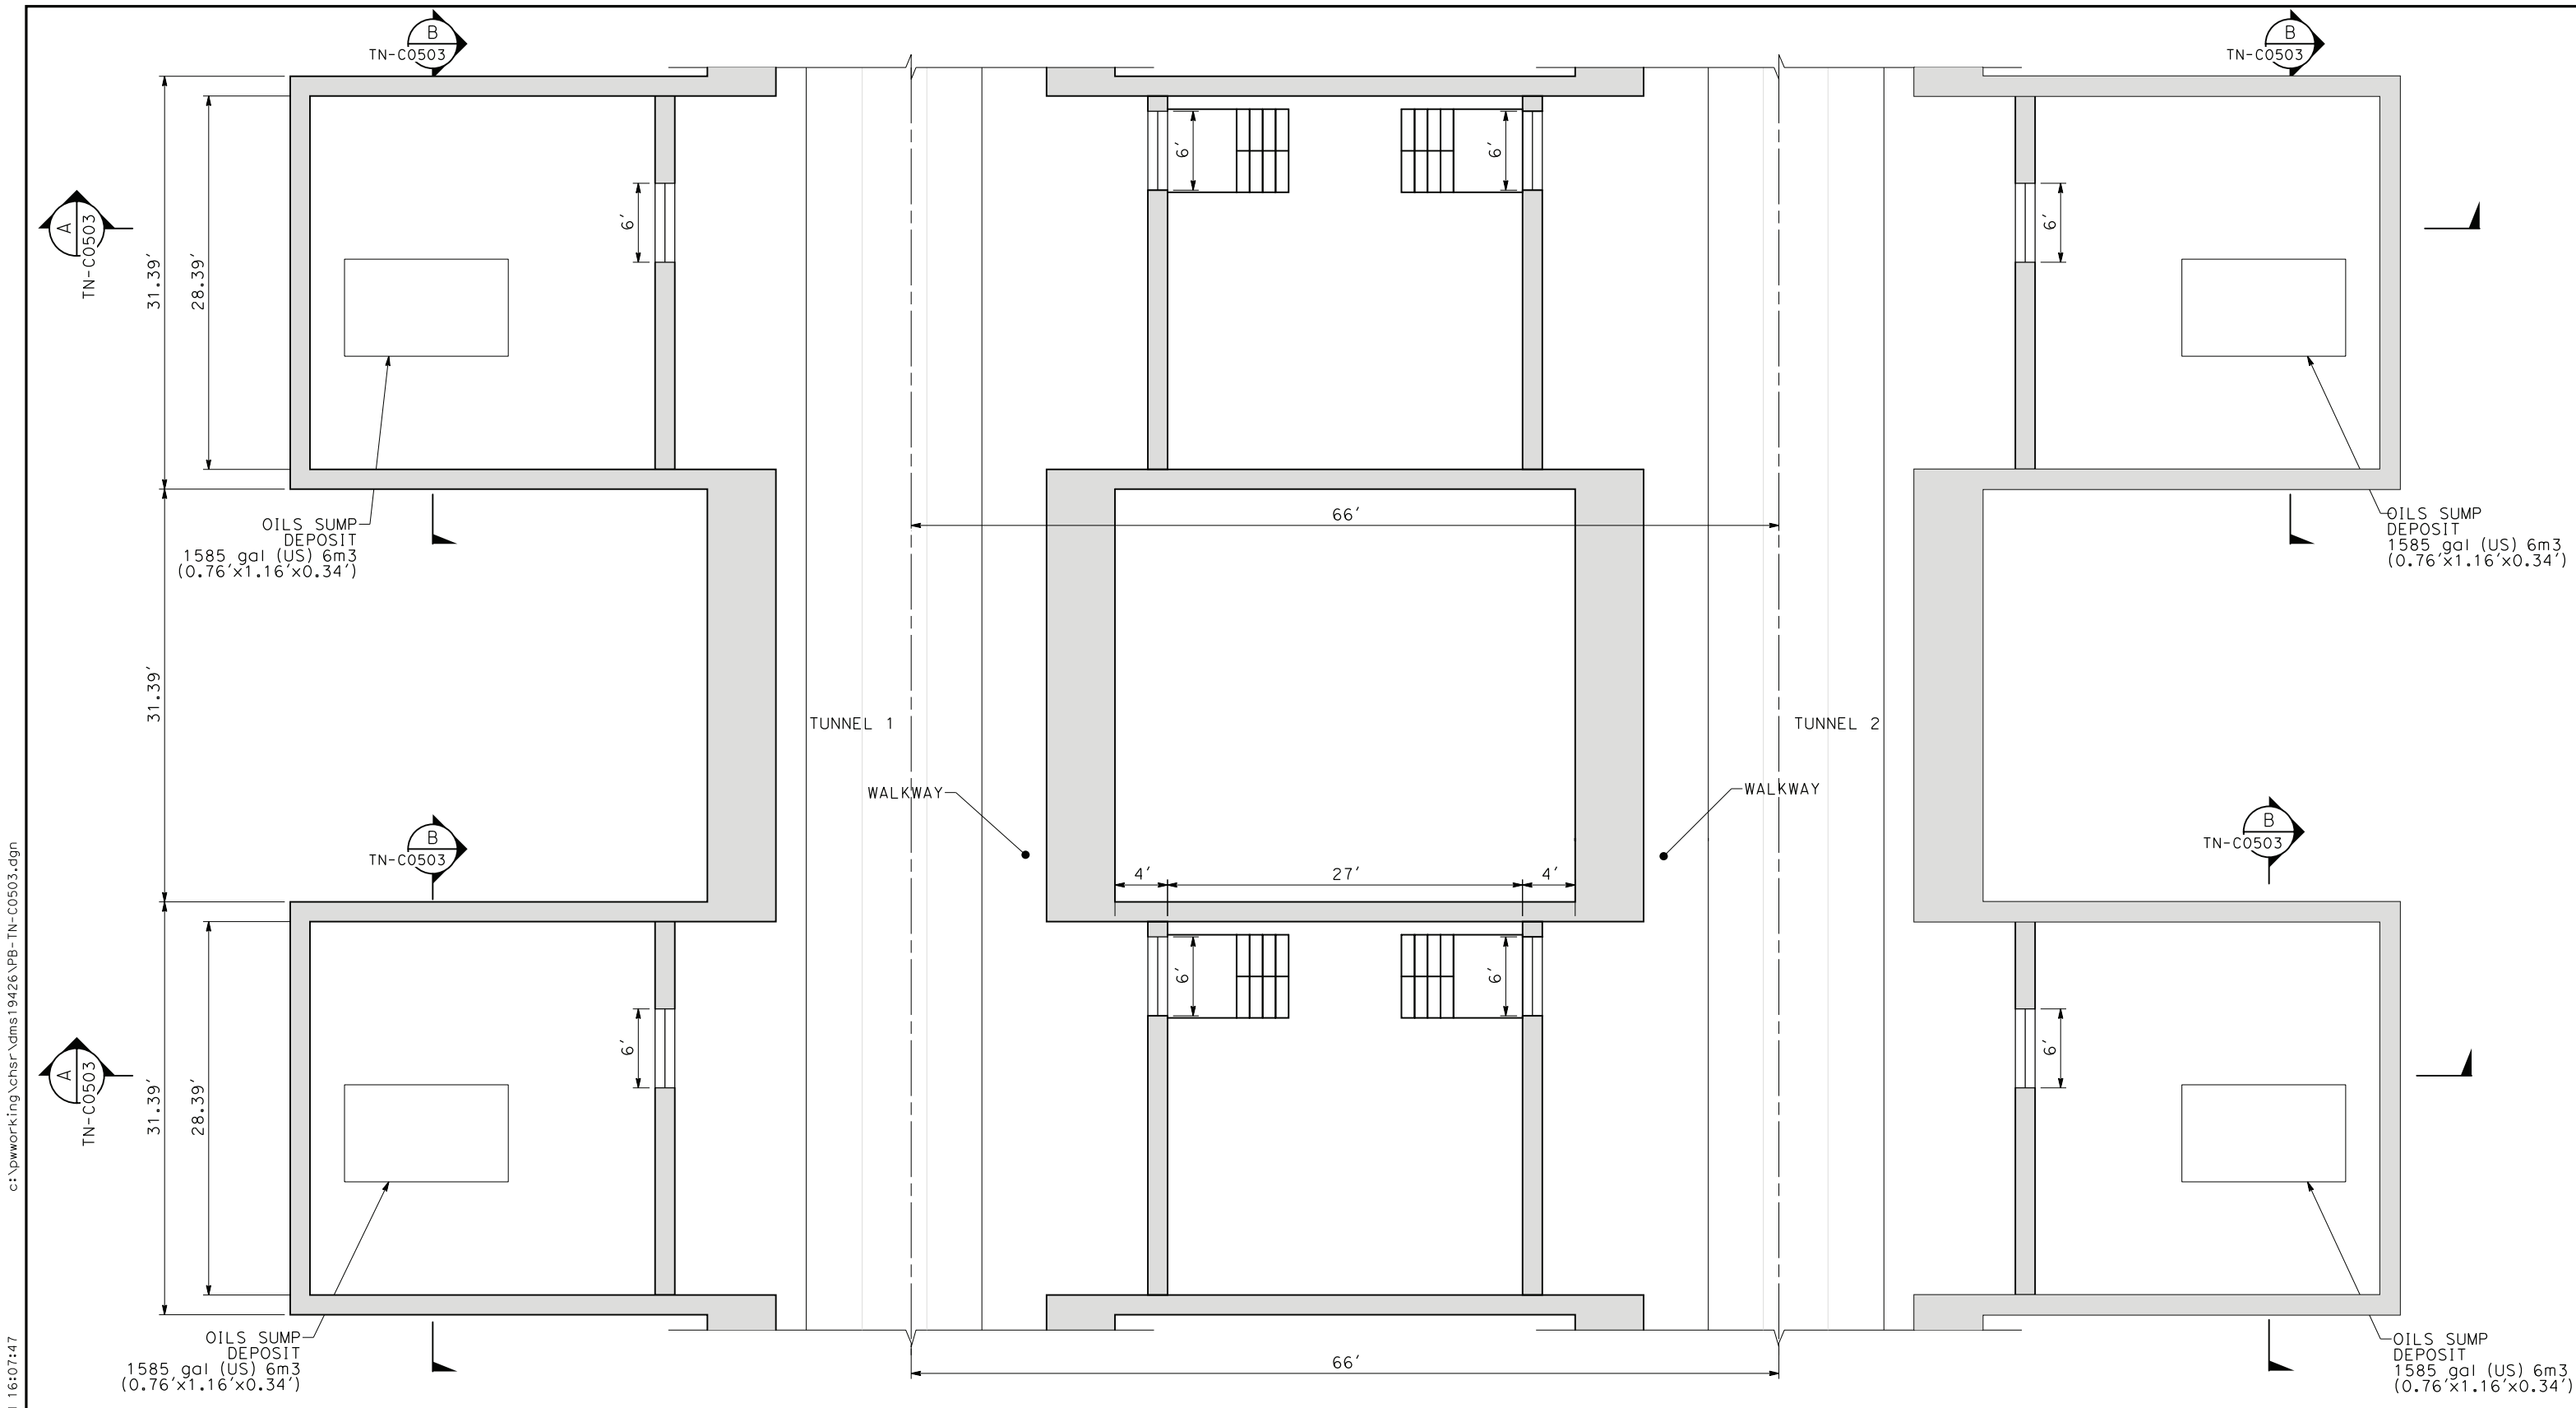 B
TN-C0503
B
TN-C0503
A
TN-C0503
31.39'
28.39'
6'
6'
6'
6'
OILS SUMP
DEPOSIT
1585 gal (US) 6m3
(0.76'x1.16'x0.34')
66'
OILS SUMP
DEPOSIT
1585 gal (US) 6m3
(0.76'x1.16'x0.34')
31.39'
TUNNEL 1
TUNNEL 2
WALKWAY
WALKWAY
B
TN-C0503
B
TN-C0503
4'
27'
4'
A
TN-C0503
31.39'
28.39'
6'
6'
6'
6'
OILS SUMP
DEPOSIT
1585 gal (US) 6m3
(0.76'x1.16'x0.34')
66'
OILS SUMP
DEPOSIT
1585 gal (US) 6m3
(0.76'x1.16'x0.34')
c:\pwworking\chsr\dms19426\PB-TN-C0503.dgn
16:07:47